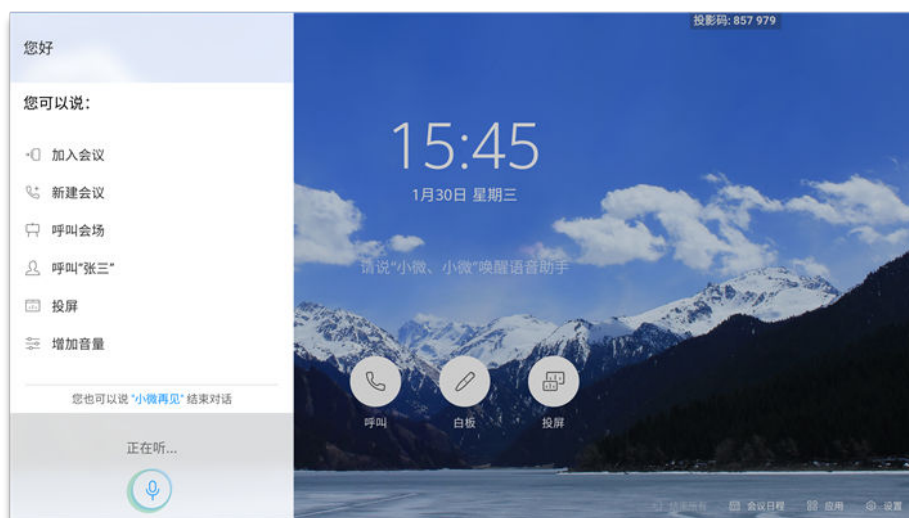 您好
您可以说：
加入会议
新建会议
呼叫会场
呼叫“张三”
投屏
增加音量
您也可以说 "小微再见" 结束对话
正在听...
投影码: 857 979
15:45
1月30日 星期三
请说“小微、小微”唤醒语音助手
呼叫 白板 投屏
结束所有 会议日程 应用 设置